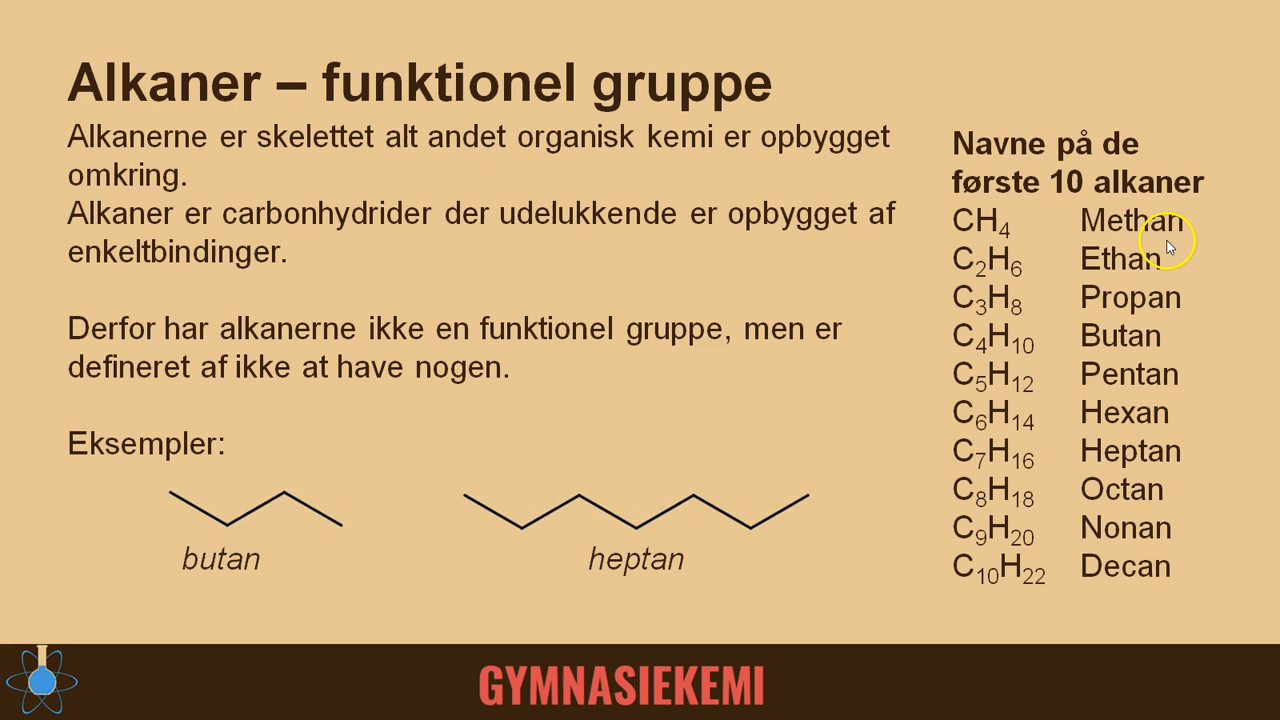 Alkaner – funktionel gruppe
Alkanerne er skelettet alt andet organisk kemi er opbygget
omkring.
Alkaner er carbonhydrider der udelukkende er opbygget af
enkeltbindinger.
Derfor har alkanerne ikke en funktionel gruppe, men er
defineret af ikke at have nogen.
Eksempler:
butan
heptan
Navne på de
første 10 alkaner
CH₄ Methan
C₂H₆ Ethan
C₃H₈ Propan
C₄H₁₀ Butan
C₅H₁₂ Pentan
C₆H₁₄ Hexan
C₇H₁₆ Heptan
C₈H₁₈ Octan
C₉H₂₀ Nonan
C₁₀H₂₂ Decan
GYMNASIEKEMI